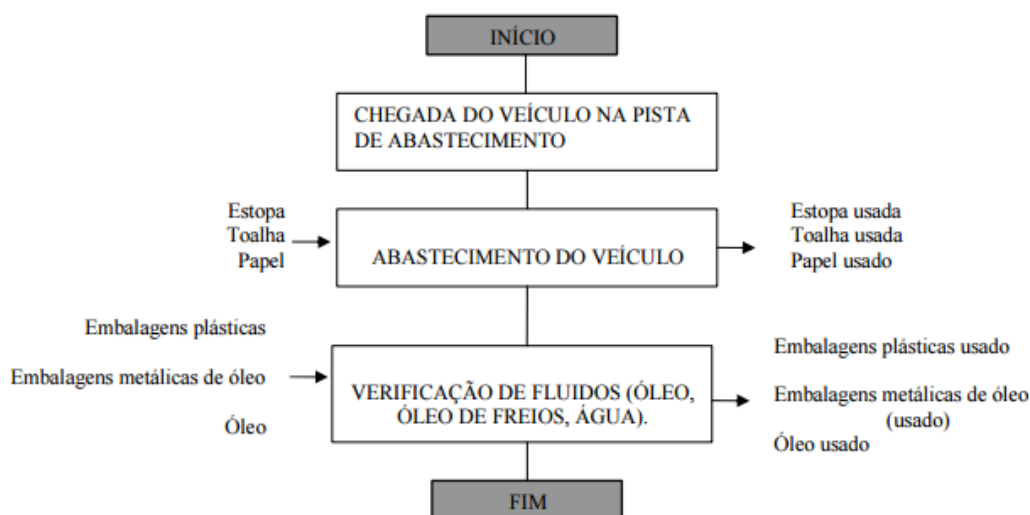 INÍCIO
CHEGADA DO VEÍCULO NA PISTA
DE ABASTECIMENTO
Estopa
Toalha
Papel
ABASTECIMENTO DO VEÍCULO
Estopa usada
Toalha usada
Papel usado
Embalagens plásticas
Embalagens metálicas de óleo
Óleo
VERIFICAÇÃO DE FLUIDOS (ÓLEO,
ÓLEO DE FREIOS, ÁGUA).
Embalagens plásticas usado
Embalagens metálicas de óleo
(usado)
Óleo usado
FIM